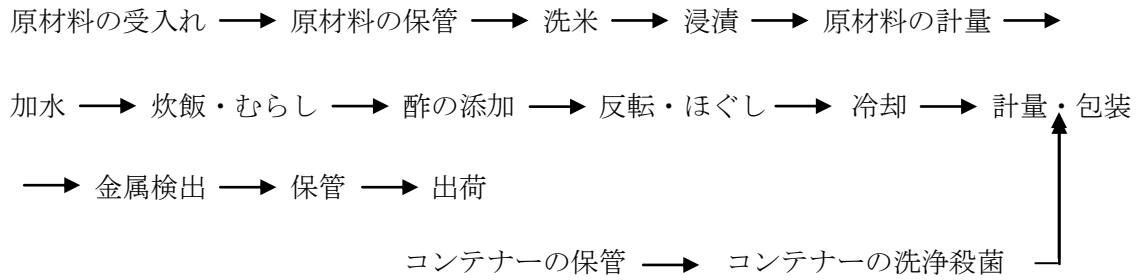 原材料の受入れ → 原材料の保管 → 洗米 → 浸漬 → 原材料の計量 →
加水 → 炊飯・むらし → 酢の添加 → 反転・ほぐし → 冷却 → 計量・包装
→ 金属検出 → 保管 → 出荷
コンテナーの保管 → コンテナーの洗浄殺菌